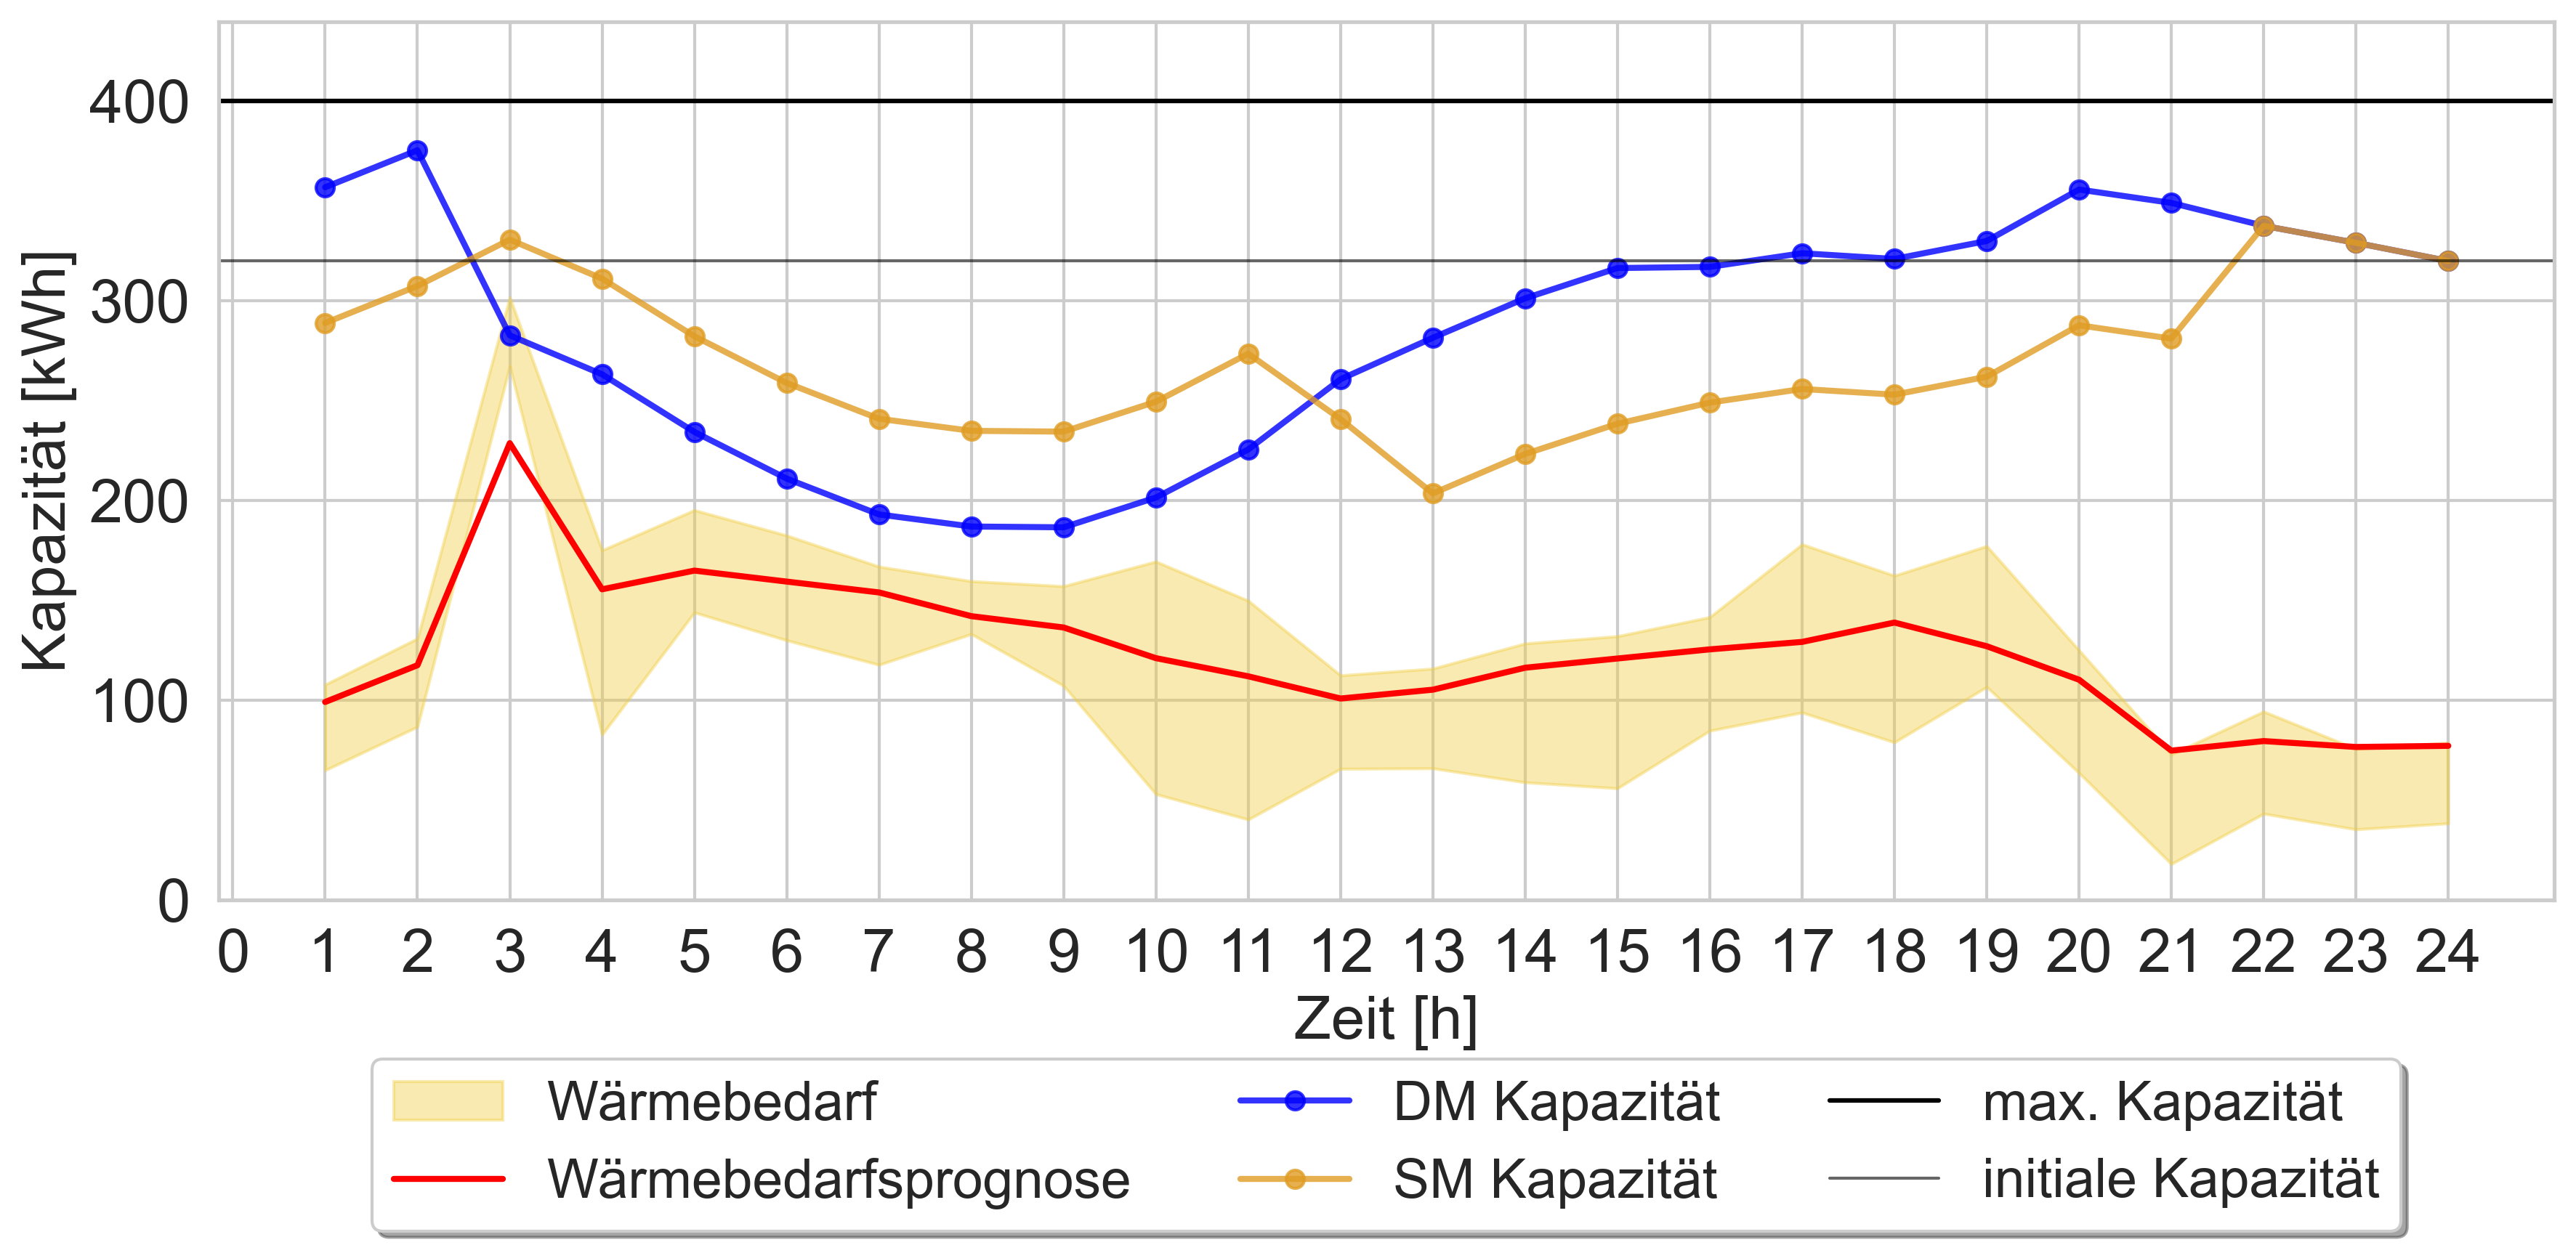 Kapazität [kWh]
400
300
200
100
0
0 1 2 3 4 5 6 7 8 9 10 11 12 13 14 15 16 17 18 19 20 21 22 23 24
Zeit [h]
Wärmebedarf
Wärmebedarfsprognose
DM Kapazität
SM Kapazität
max. Kapazität
initiale Kapazität